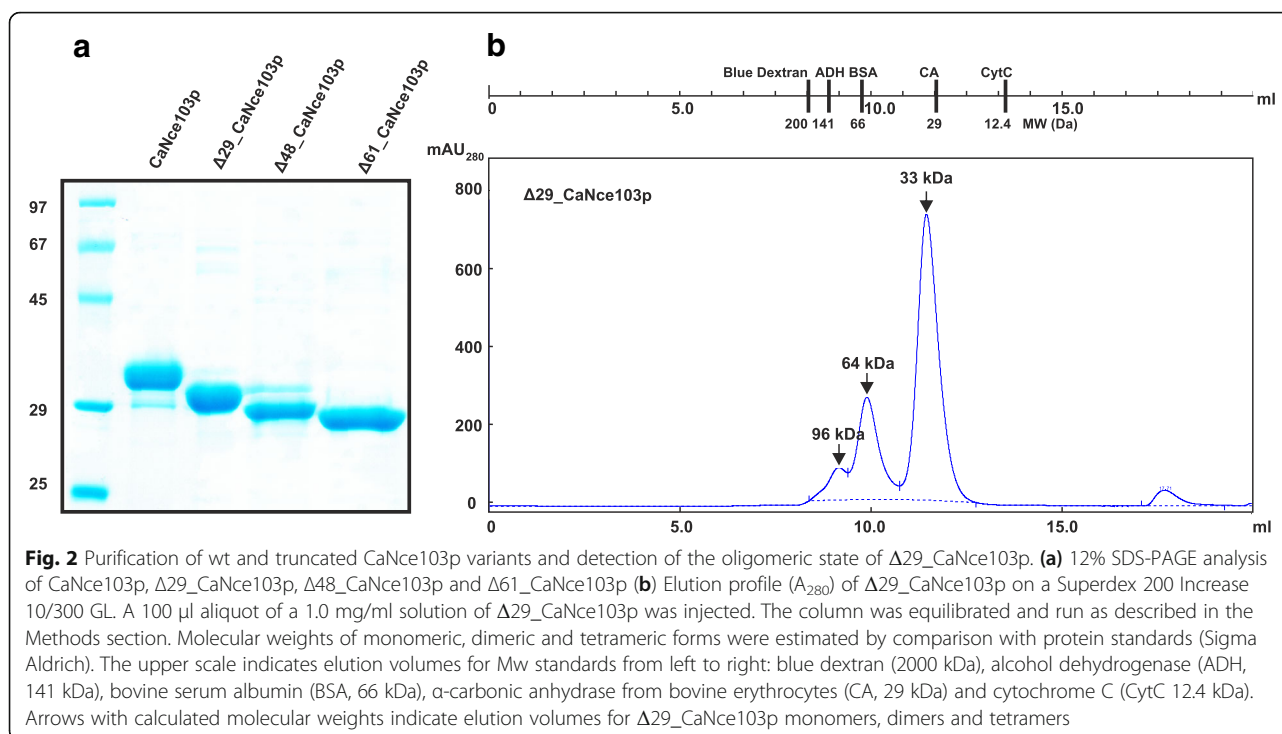 a
CaNce103p
Δ29_CaNce103p
Δ48_CaNce103p
Δ61_CaNce103p
97
67
45
29
25
b
Blue Dextran ADH BSA CA CytC
0 5.0 10.0 15.0 ml
200 141 66 29 12.4 MW (Da)
mAU280
Δ29_CaNce103p
800
600
400
200
0
96 kDa
64 kDa
33 kDa
0 5.0 10.0 15.0 ml
Fig. 2 Purification of wt and truncated CaNce103p variants and detection of the oligomeric state of Δ29_CaNce103p. (a) 12% SDS-PAGE analysis
of CaNce103p, Δ29_CaNce103p, Δ48_CaNce103p and Δ61_CaNce103p (b) Elution profile (A280) of Δ29_CaNce103p on a Superdex 200 Increase
10/300 GL. A 100 μl aliquot of a 1.0 mg/ml solution of Δ29_CaNce103p was injected. The column was equilibrated and run as described in the
Methods section. Molecular weights of monomeric, dimeric and tetrameric forms were estimated by comparison with protein standards (Sigma
Aldrich). The upper scale indicates elution volumes for Mw standards from left to right: blue dextran (2000 kDa), alcohol dehydrogenase (ADH,
141 kDa), bovine serum albumin (BSA, 66 kDa), α-carbonic anhydrase from bovine erythrocytes (CA, 29 kDa) and cytochrome C (CytC 12.4 kDa).
Arrows with calculated molecular weights indicate elution volumes for Δ29_CaNce103p monomers, dimers and tetramers